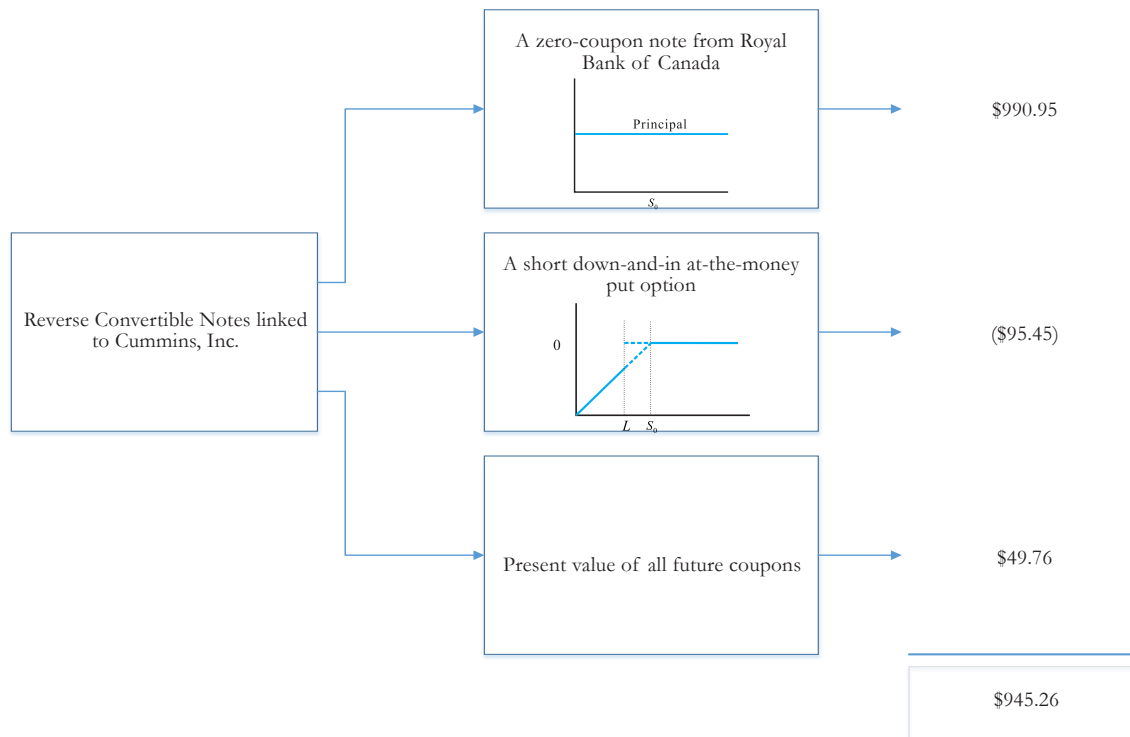 A zero-coupon note from Royal
Bank of Canada
Principal
S₀
$990.95
Reverse Convertible Notes linked
to Cummins, Inc.
A short down-and-in at-the-money
put option
0
L S₀
($95.45)
Present value of all future coupons
$49.76
$945.26